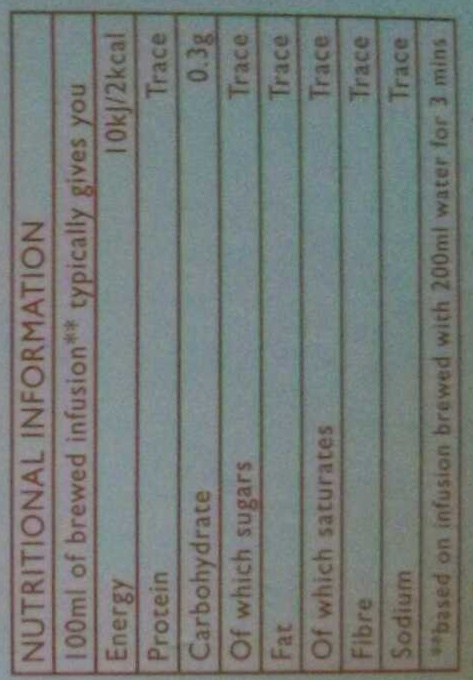 NUTRITIONAL INFORMATION
100ml of brewed infusion** typically gives you
Energy 10kJ/2kcal
Protein Trace
Carbohydrate 0.3g
Of which sugars Trace
Fat Trace
Of which saturates Trace
Fibre Trace
Sodium Trace
**based on infusion brewed with 200ml water for 3 mins